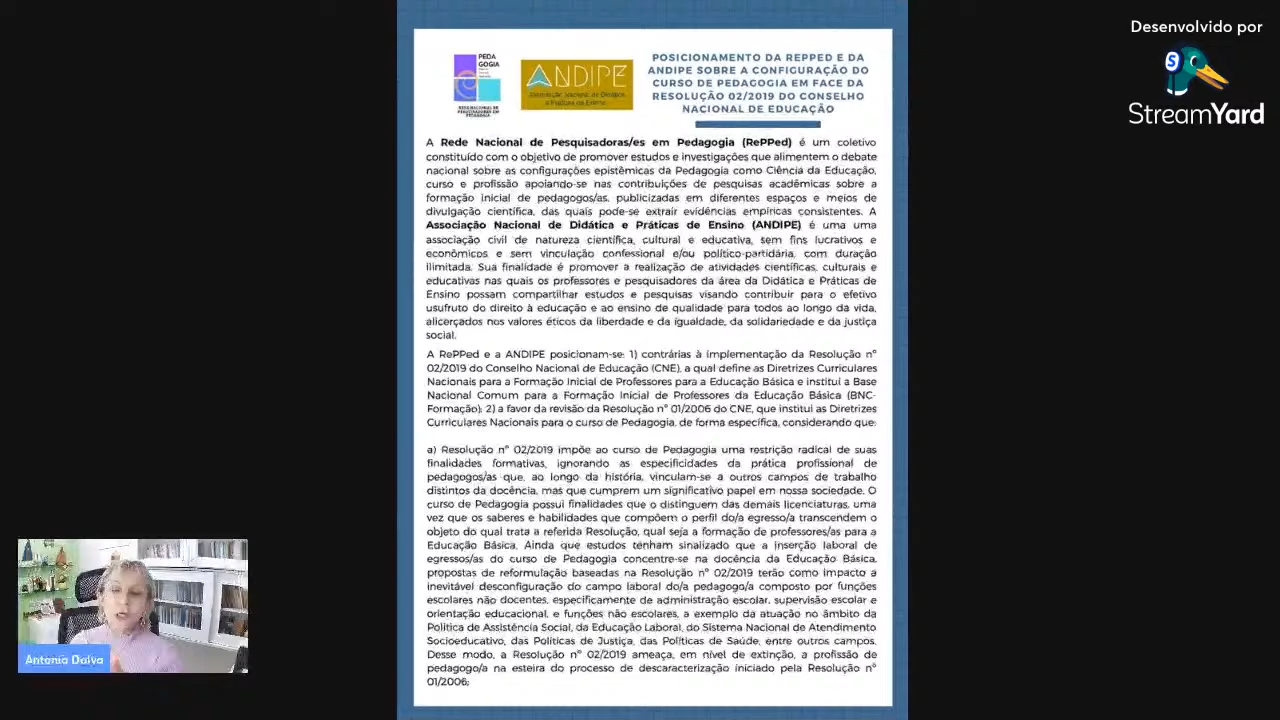 Desenvolvido por
StreamYard
PEDA
GOGIA
ANDIPE
POSICIONAMENTO DA REPPED E DA
ANDIPE SOBRE A CONFIGURAÇÃO DO
CURSO DE PEDAGOGIA EM FACE DA
RESOLUÇÃO 02/2019 DO CONSELHO
NACIONAL DE EDUCAÇÃO
A Rede Nacional de Pesquisadoras/es em Pedagogia (RePPed) é um coletivo
constituído com o objetivo de promover estudos e investigações que alimentem o debate
nacional sobre as configurações epistêmicas da Pedagogia como Ciência da Educação,
curso e profissão apoiando-se nas contribuições de pesquisas acadêmicas sobre a
formação inicial de pedagogos/as, publicizadas em diferentes espaços e meios de
divulgação científica, das quais pode-se extrair evidências empíricas consistentes. A
Associação Nacional de Didática e Práticas de Ensino (ANDIPE) é uma uma
associação civil de natureza científica, cultural e educativa, sem fins lucrativos e
econômicos e sem vinculação confessional e/ou político-partidária, com duração
ilimitada. Sua finalidade é promover a realização de atividades científicas, culturais e
educativas nas quais os professores e pesquisadores da área da Didática e Práticas de
Ensino possam compartilhar estudos e pesquisas visando contribuir para o efetivo
usufruto do direito à educação e ao ensino de qualidade para todos ao longo da vida,
alicerçados nos valores éticos da liberdade e da igualdade, da solidariedade e da justiça
social.
A RePPed e a ANDIPE posicionam-se: 1) contrárias à implementação da Resolução nº
02/2019 do Conselho Nacional de Educação (CNE), a qual define as Diretrizes Curriculares
Nacionais para a Formação Inicial de Professores para a Educação Básica e institui a Base
Nacional Comum para a Formação Inicial de Professores da Educação Básica (BNC-
Formação); 2) a favor da revisão da Resolução nº 01/2006 do CNE, que institui as Diretrizes
Curriculares Nacionais para o curso de Pedagogia, de forma específica, considerando que:
a) Resolução nº 02/2019 impõe ao curso de Pedagogia uma restrição radical de suas
finalidades formativas, ignorando as especificidades da prática profissional de
pedagogos/as que, ao longo da história, vinculam-se a outros campos de trabalho
distintos da docência, mas que cumprem um significativo papel em nossa sociedade. O
curso de Pedagogia possui finalidades que o distinguem das demais licenciaturas, uma
vez que os saberes e habilidades que compõem o perfil do/a egresso/a transcendem o
objeto do qual trata a referida Resolução, qual seja a formação de professores/as para a
Educação Básica. Ainda que estudos tenham sinalizado que a inserção laboral de
egressos/as do curso de Pedagogia concentre-se na docência da Educação Básica,
propostas de reformulação baseadas na Resolução nº 02/2019 terão como impacto a
inevitável desconfiguração do campo laboral do/a pedagogo/a composto por funções
escolares não docentes, especificamente de administração escolar, supervisão escolar e
orientação educacional, e funções não escolares, a exemplo da atuação no âmbito da
Política de Assistência Social, da Educação Laboral, do Sistema Nacional de Atendimento
Socioeducativo, das Políticas de Justiça, das Políticas de Saúde, entre outros campos.
Desse modo, a Resolução nº 02/2019 ameaça, em nível de extinção, a profissão de
pedagogo/a na esteira do processo de descaracterização iniciado pela Resolução nº
01/2006;
Antonia Dalva